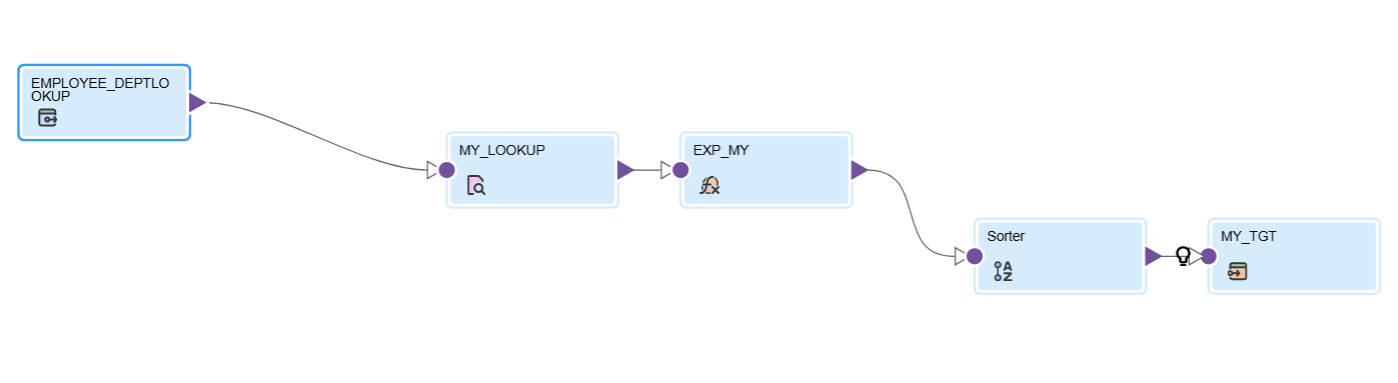 EMPLOYEE_DEPTLO
OKUP
MY_LOOKUP
EXP_MY
Sorter
MY_TGT